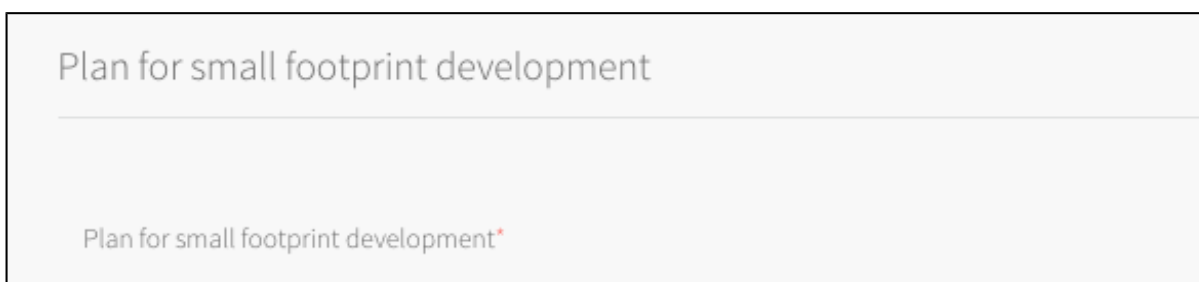 Plan for small footprint development
Plan for small footprint development*